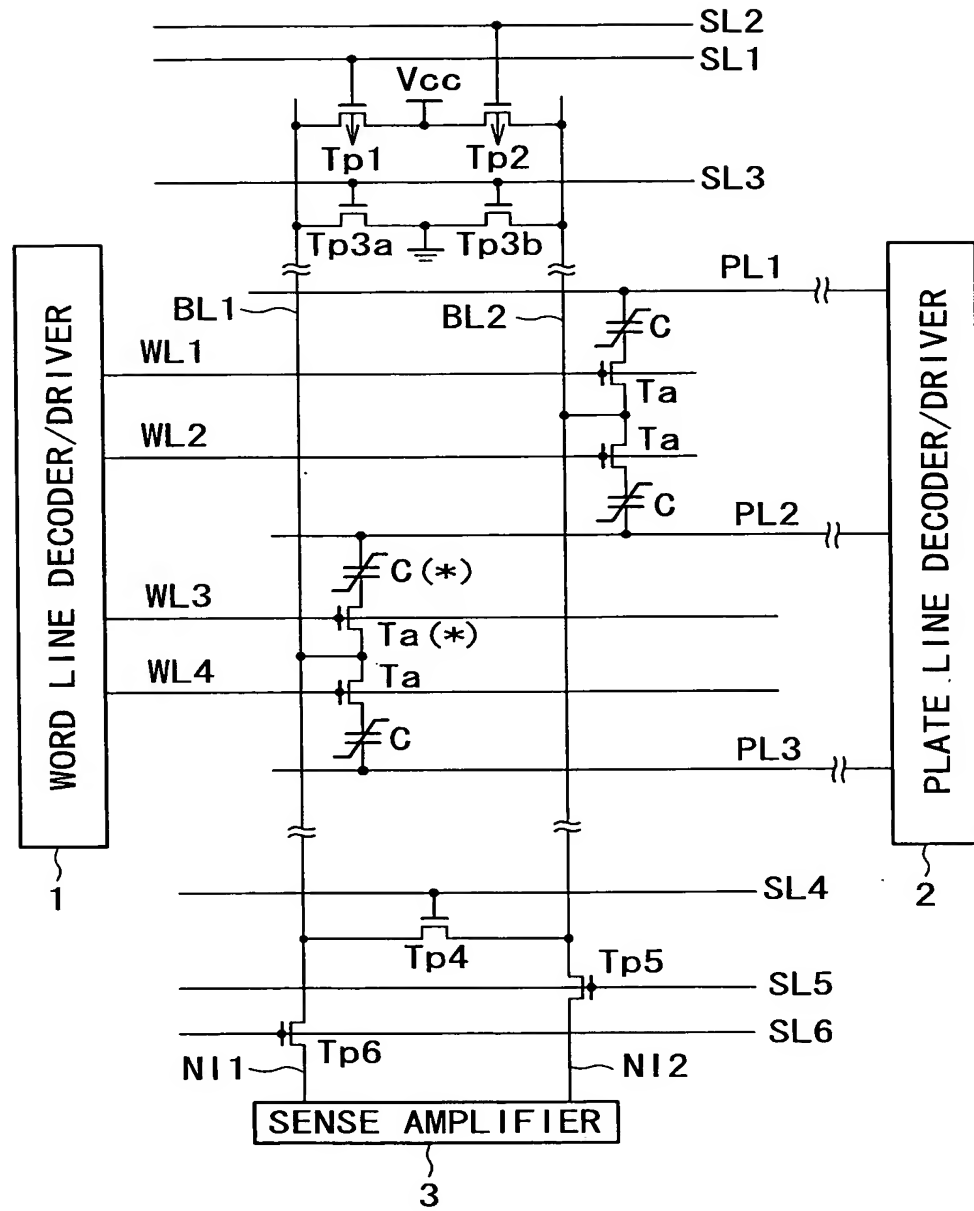 SL2
SL1
Vcc
Tp1
Tp2
SL3
Tp3a
Tp3b
PL1
BL1
BL2
C
WL1
Ta
WL2
Ta
C
PL2
C(*)
WL3
Ta(*)
WL4
Ta
C
PL3
WORD LINE DECODER/DRIVER
PLATE LINE DECODER/DRIVER
1
2
SL4
Tp4
Tp5
SL5
SL6
Tp6
NI1
NI2
SENSE AMPLIFIER
3